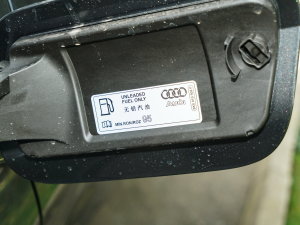 UNLEADED
FUEL ONLY
无铅汽油
Audi
MIN.RON/ROZ 95